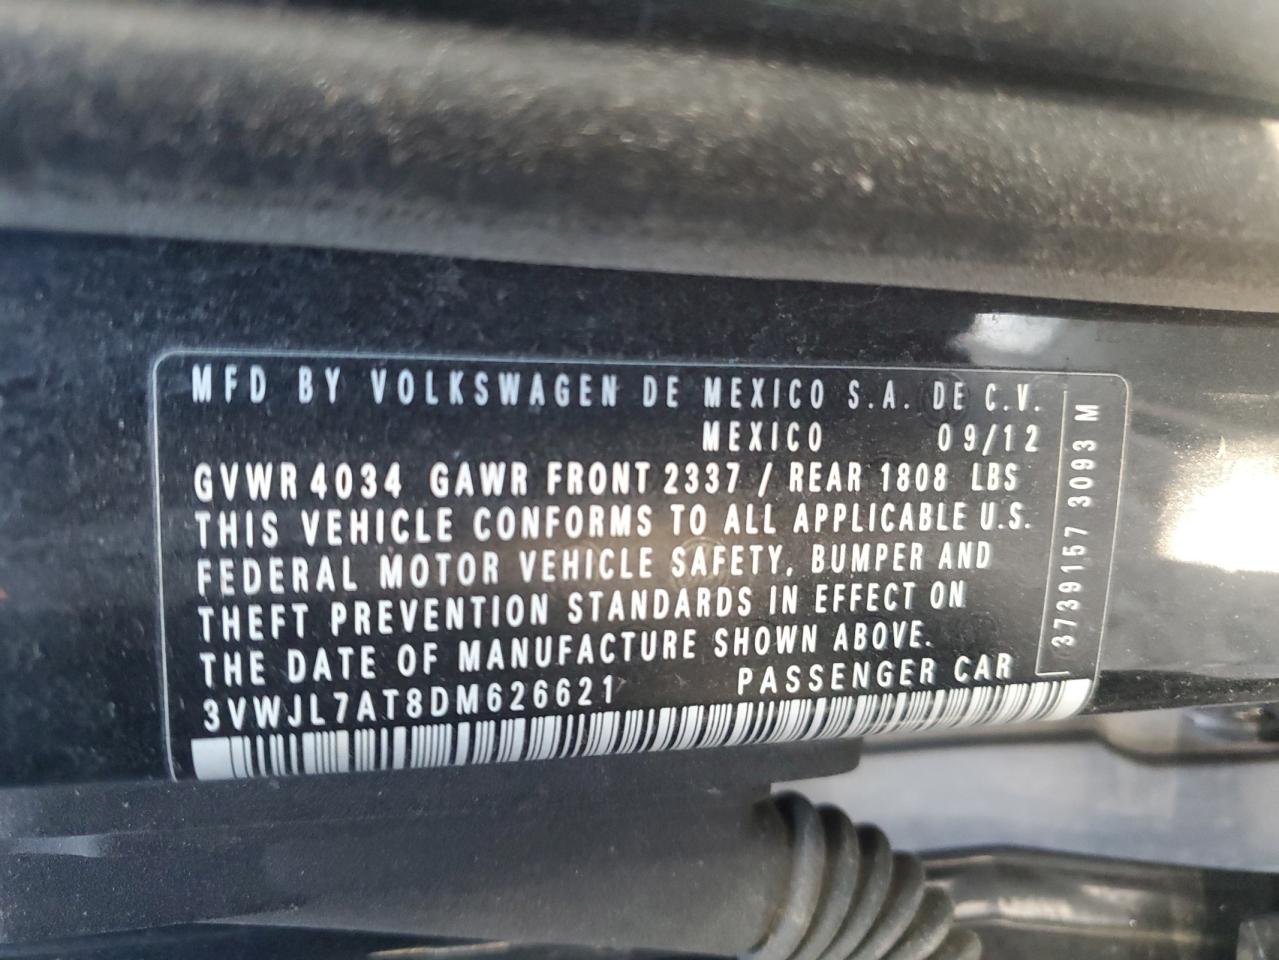 MFD BY VOLKSWAGEN DE MEXICO S.A. DE C.V.
MEXICO 09/12
GVWR 4034 GAWR FRONT 2337 / REAR 1808 LBS
THIS VEHICLE CONFORMS TO ALL APPLICABLE U.S.
FEDERAL MOTOR VEHICLE SAFETY, BUMPER AND
THEFT PREVENTION STANDARDS IN EFFECT ON
THE DATE OF MANUFACTURE SHOWN ABOVE.
3VWJL7AT8DM626621 PASSENGER CAR
3739157 3093 M